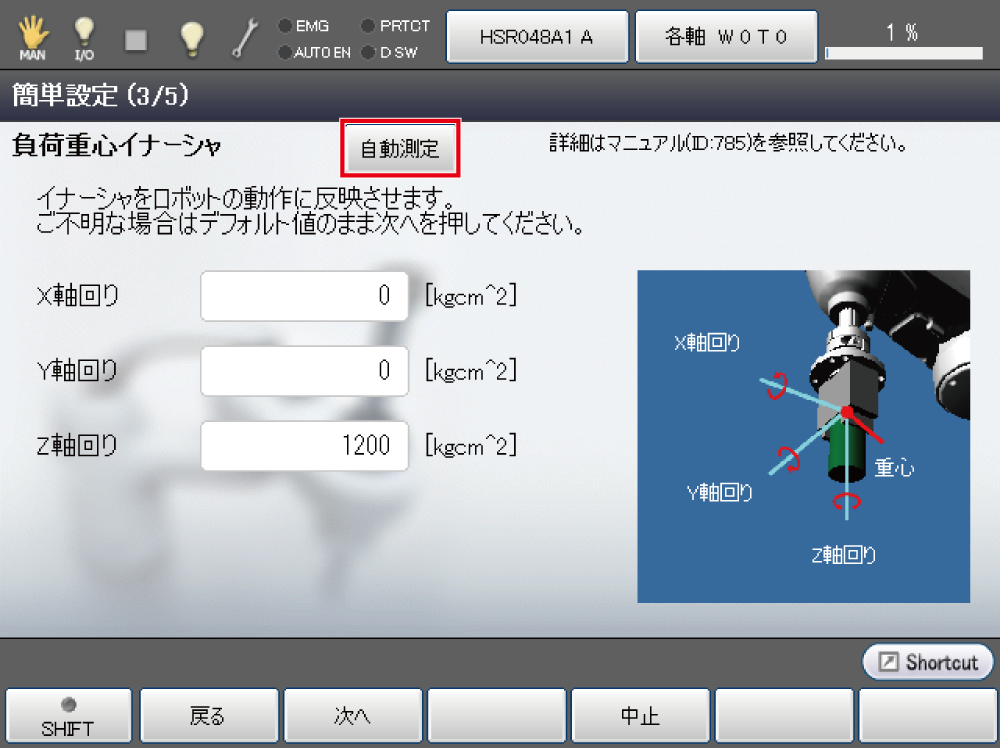 MAN
I/O
EMG
PRTCT
AUTO EN
D SW
HSR048A1 A
各軸 W 0 T 0
1 %
簡単設定 (3/5)
負荷重心イナーシャ
自動測定
詳細はマニュアル(ID:785)を参照してください。
イナーシャをロボットの動作に反映させます。
ご不明な場合はデフォルト値のまま次へを押してください。
X軸回り 0 [kgcm^2]
Y軸回り 0 [kgcm^2]
Z軸回り 1200 [kgcm^2]
X軸回り
重心
Y軸回り
Z軸回り
Shortcut
SHIFT
戻る
次へ
中止